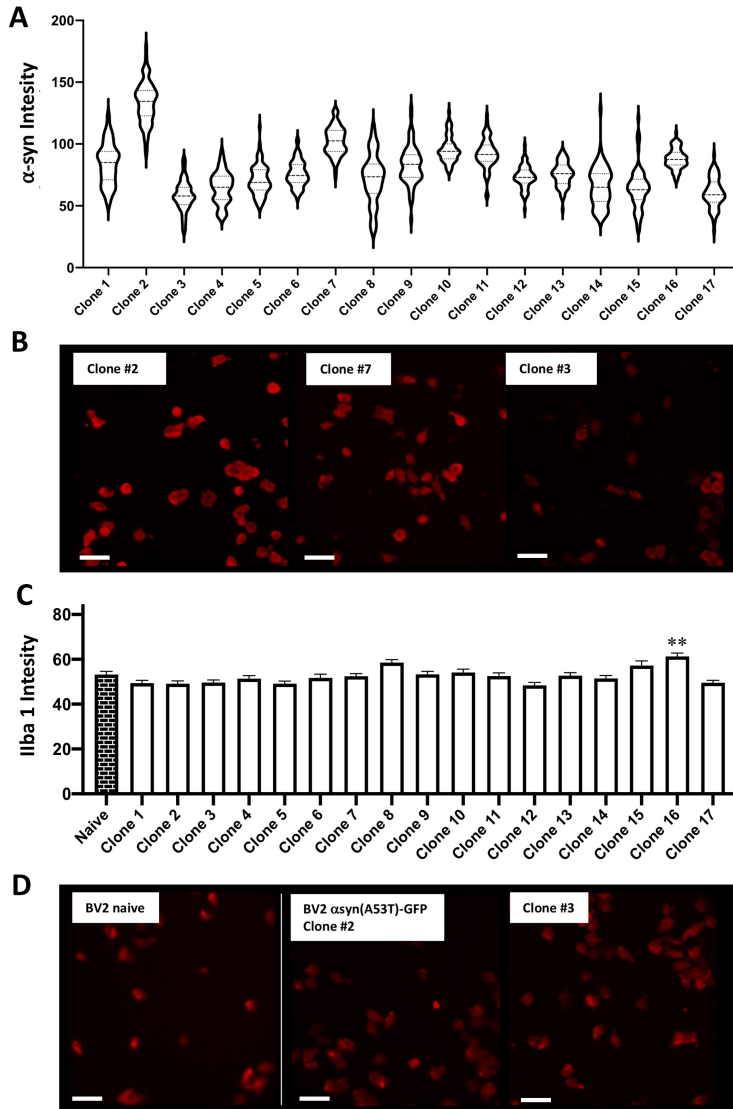 A
α-syn Intesity
200
150
100
50
0
Clone 1
Clone 2
Clone 3
Clone 4
Clone 5
Clone 6
Clone 7
Clone 8
Clone 9
Clone 10
Clone 11
Clone 12
Clone 13
Clone 14
Clone 15
Clone 16
Clone 17
B
Clone #2
Clone #7
Clone #3
C
IIba 1 Intesity
80
60
40
20
0
**
Naive
Clone 1
Clone 2
Clone 3
Clone 4
Clone 5
Clone 6
Clone 7
Clone 8
Clone 9
Clone 10
Clone 11
Clone 12
Clone 13
Clone 14
Clone 15
Clone 16
Clone 17
D
BV2 naive
BV2 αsyn(A53T)-GFP
Clone #2
Clone #3